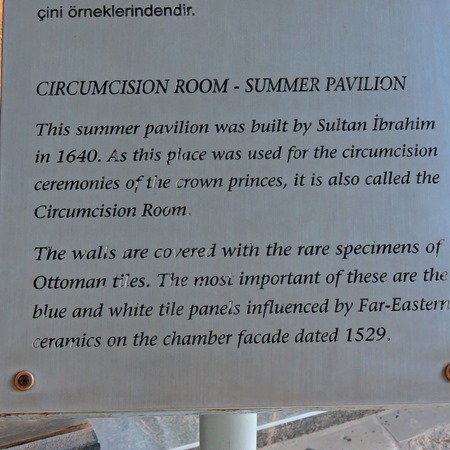 çini örneklerindendir.
CIRCUMCISION ROOM - SUMMER PAVILION
This summer pavilion was built by Sultan İbrahim
in 1640. As this place was used for the circumcision
ceremonies of the crown princes, it is also called the
Circumcision Room.
The walls are covered with the rare specimens of
Ottoman tiles. The most important of these are the
blue and white tile panels influenced by Far-Eastern
ceramics on the chamber facade dated 1529.